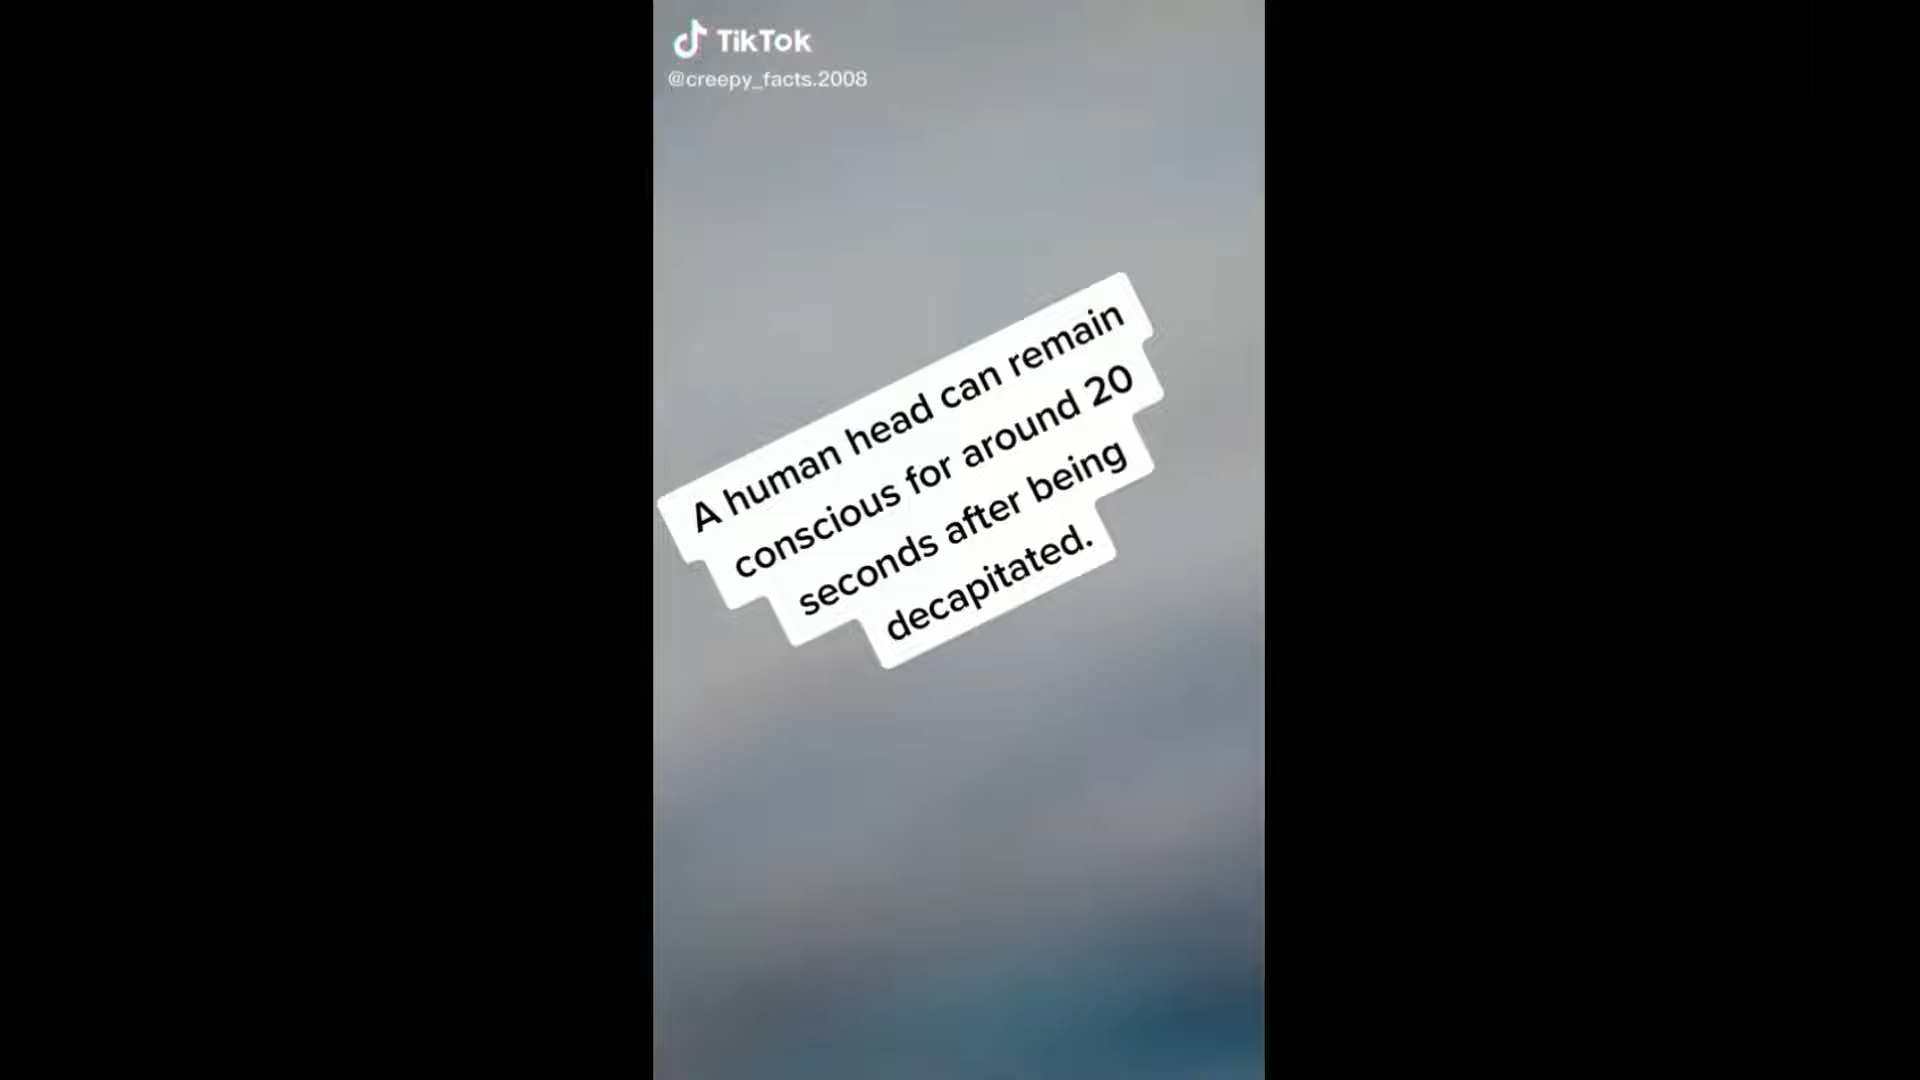 TikTok
@creepy_facts.2008
A human head can remain
conscious for around 20
seconds after being
decapitated.